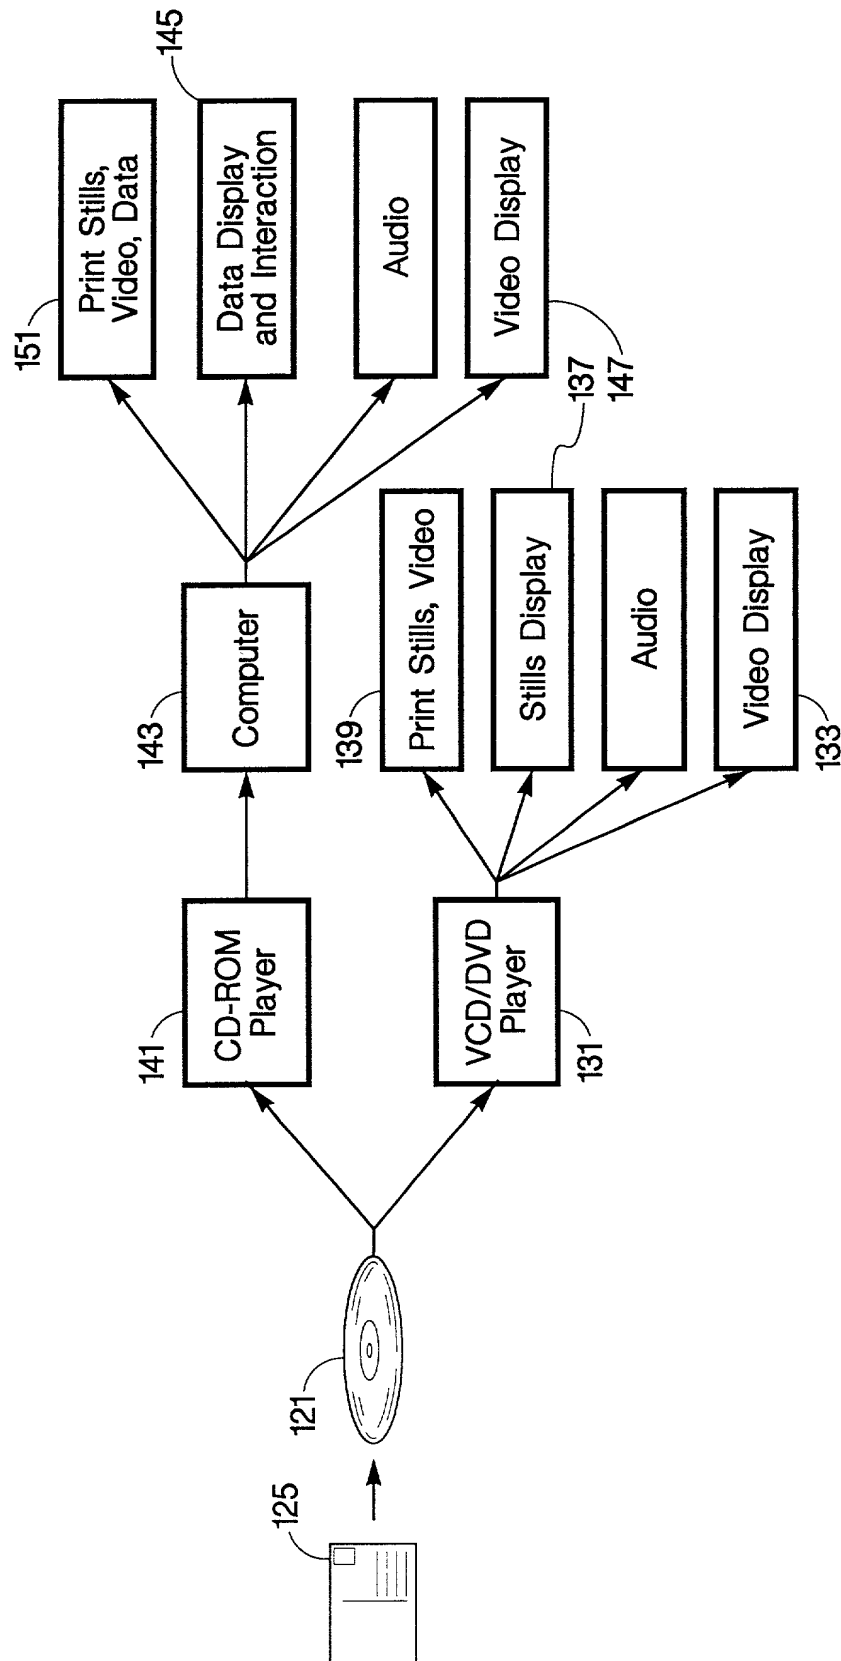 125
121
141
CD-ROM
Player
143
Computer
151
Print Stills,
Video, Data
145
Data Display
and Interaction
Audio
Video Display
147
131
VCD/DVD
Player
139
Print Stills, Video
137
Stills Display
Audio
133
Video Display